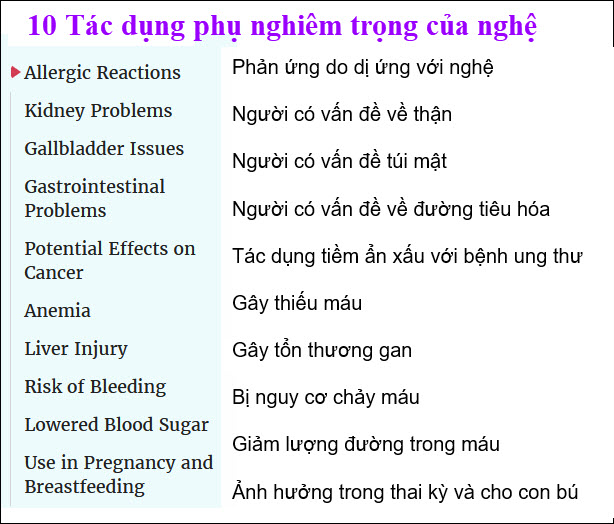 10 Tác dụng phụ nghiêm trọng của nghệ
Allergic Reactions
Phản ứng do dị ứng với nghệ
Kidney Problems
Người có vấn đề về thận
Gallbladder Issues
Người có vấn đề túi mật
Gastrointestinal
Problems
Người có vấn đề về đường tiêu hóa
Potential Effects on
Cancer
Tác dụng tiềm ẩn xấu với bệnh ung thư
Anemia
Gây thiếu máu
Liver Injury
Gây tổn thương gan
Risk of Bleeding
Bị nguy cơ chảy máu
Lowered Blood Sugar
Giảm lượng đường trong máu
Use in Pregnancy and
Breastfeeding
Ảnh hưởng trong thai kỳ và cho con bú